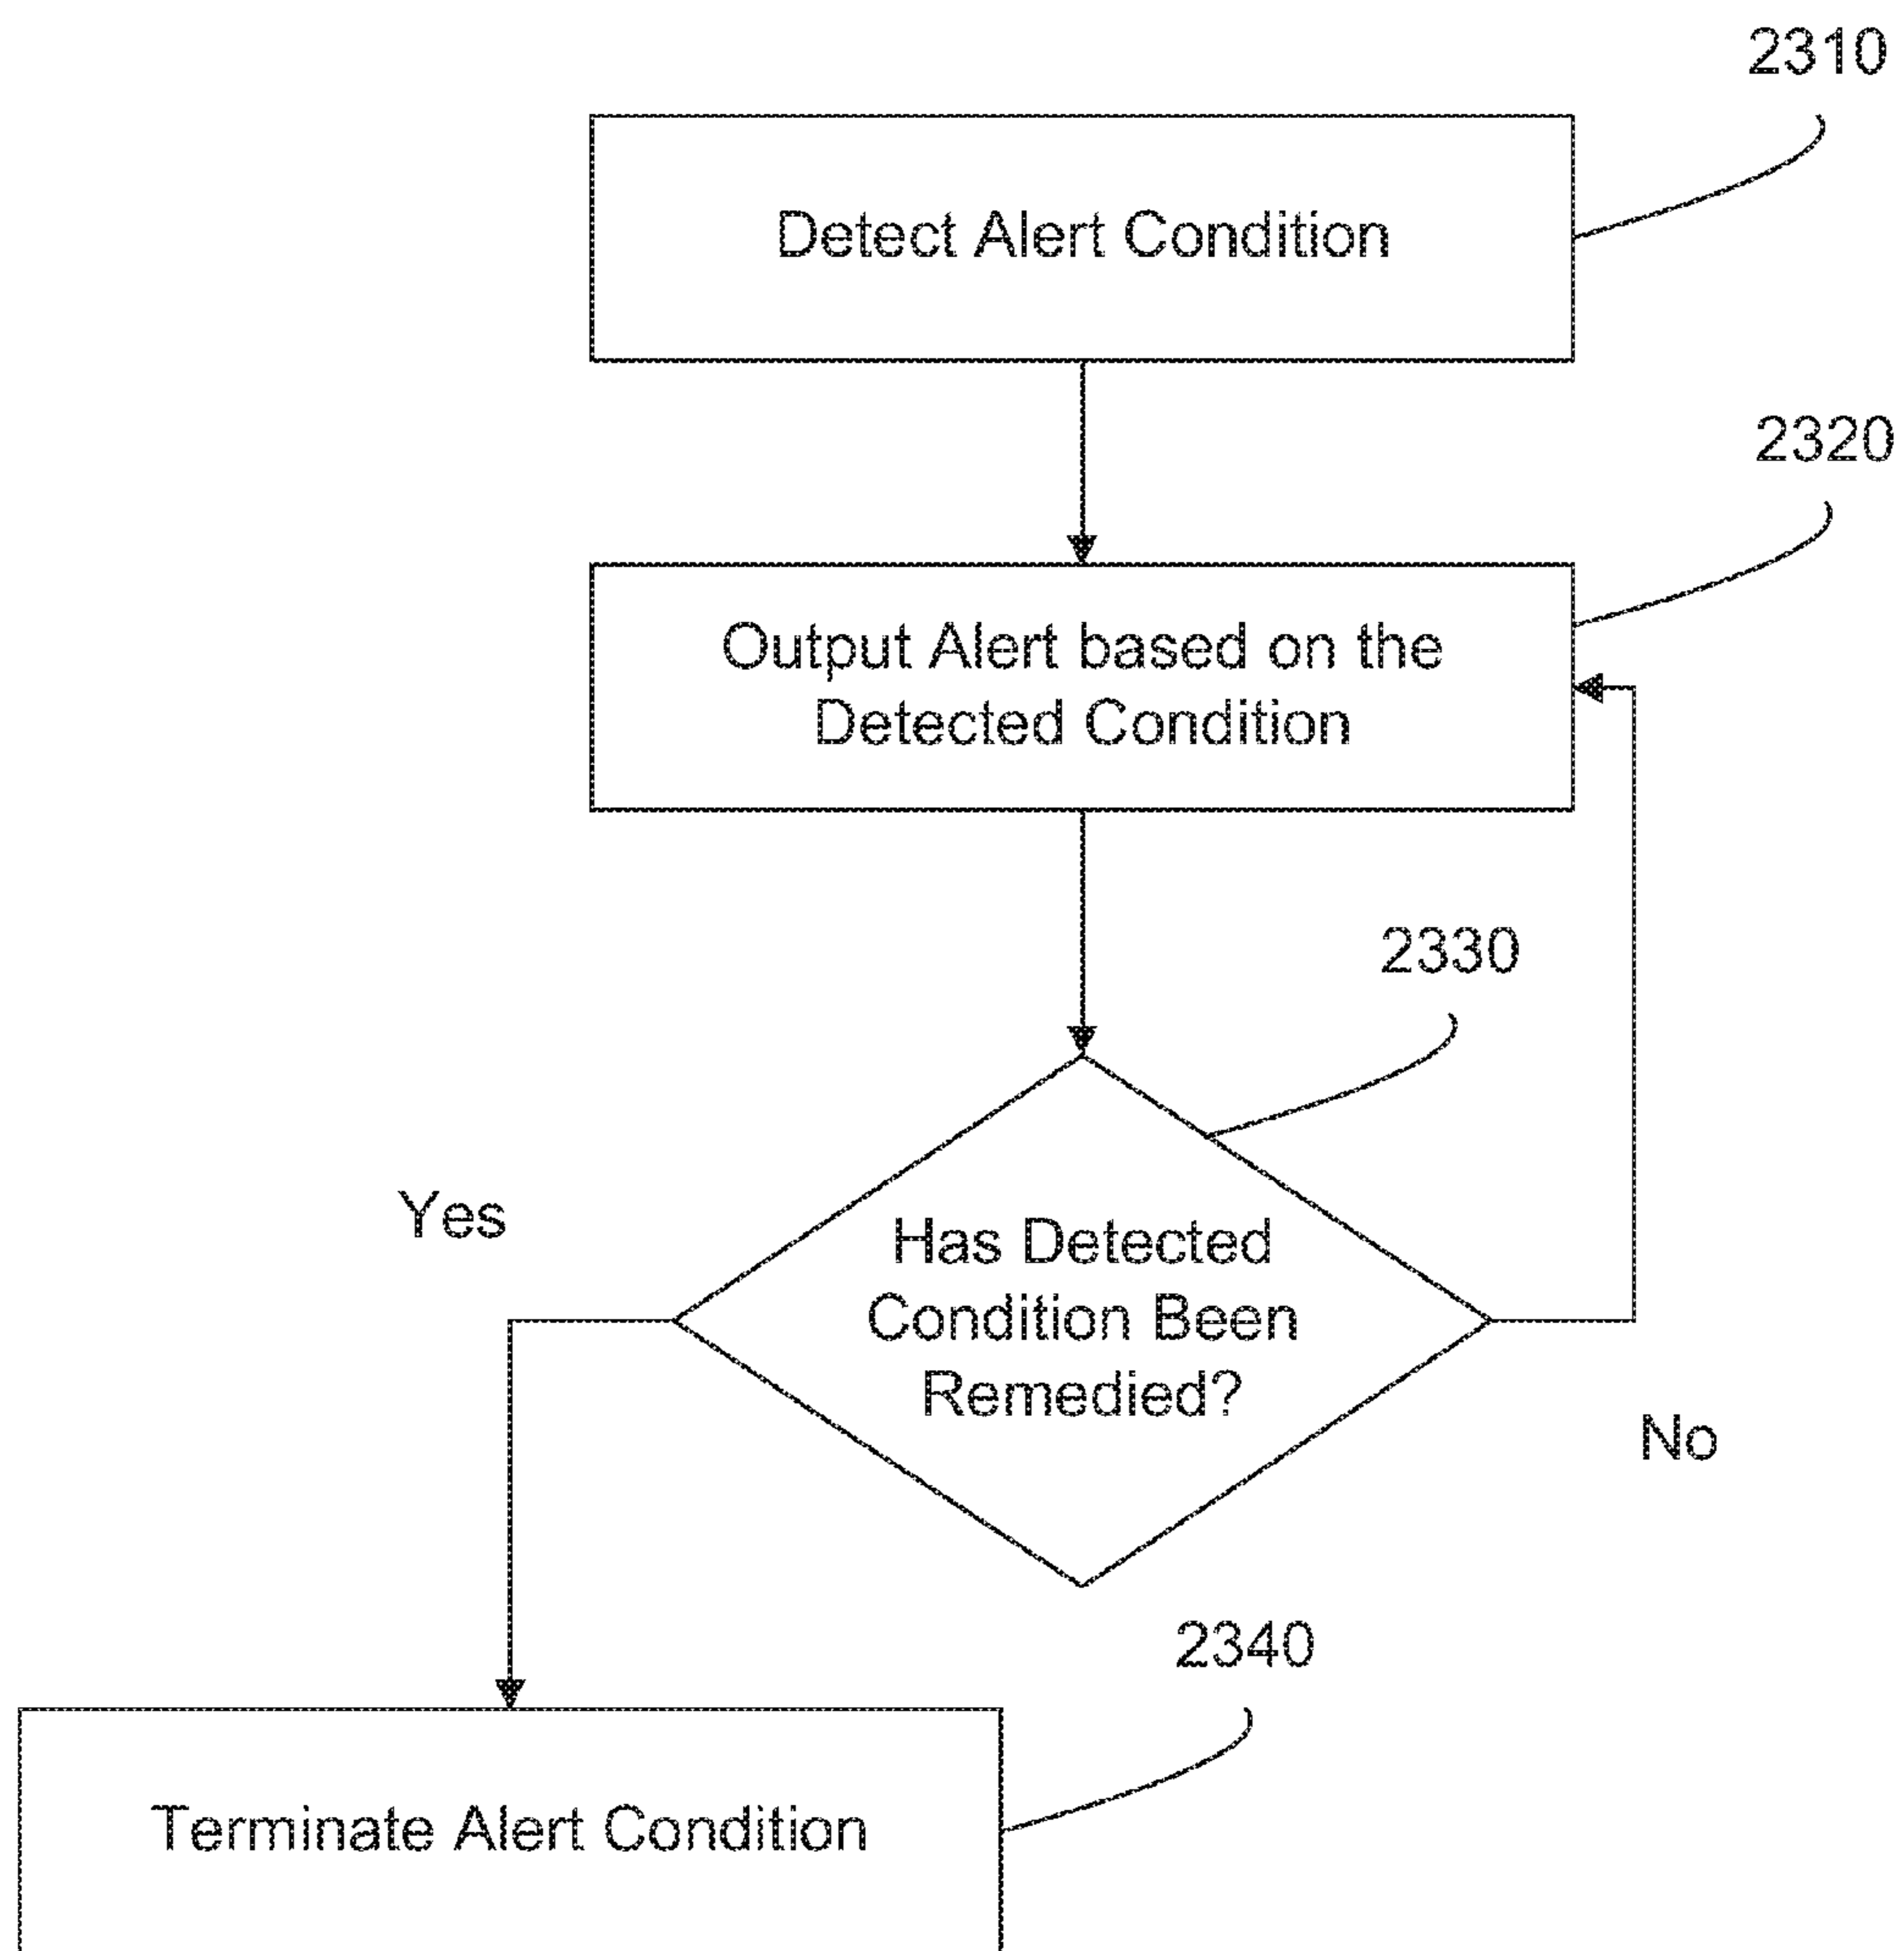 2310
Detect Alert Condition
2320
Output Alert based on the
Detected Condition
2330
Yes
Has Detected
Condition Been
Remedied?
No
2340
Terminate Alert Condition